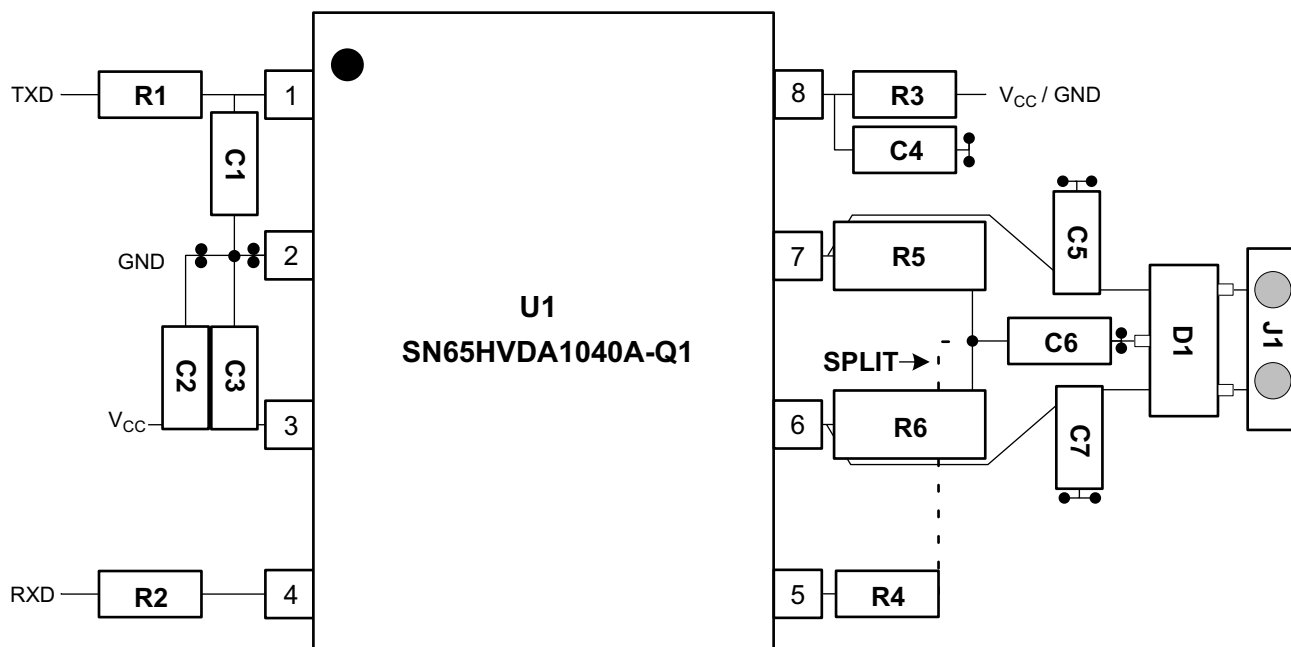 TXD
R1
1
8
R3
VCC / GND
C1
C4
GND
2
7
R5
C5
U1
SN65HVDA1040A-Q1
C2
C3
SPLIT
C6
D1
J1
VCC
3
6
R6
C7
RXD
R2
4
5
R4